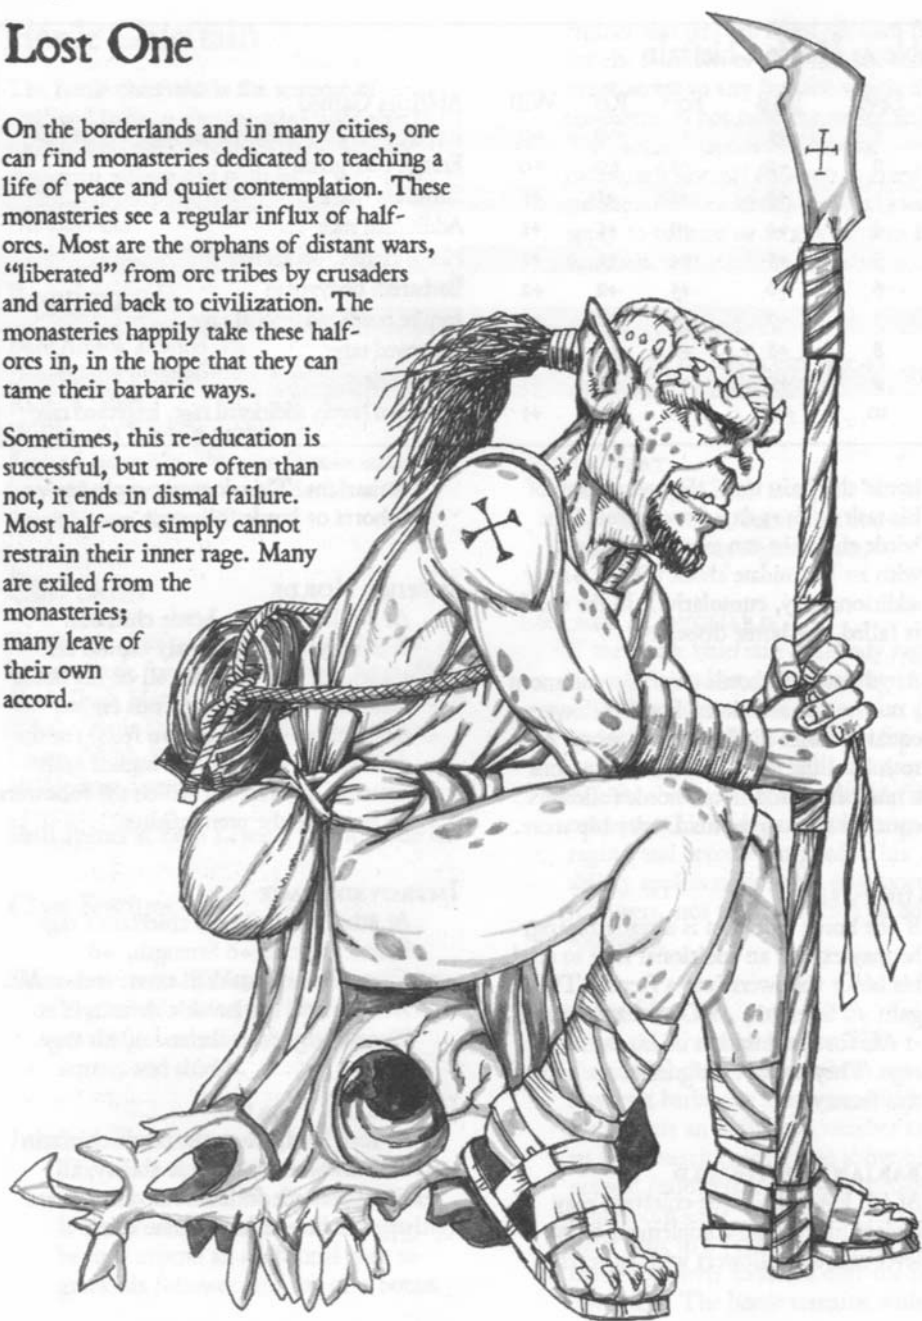 Lost One
On the borderlands and in many cities, one
can find monasteries dedicated to teaching a
life of peace and quiet contemplation. These
monasteries see a regular influx of half-
orcs. Most are the orphans of distant wars,
“liberated” from orc tribes by crusaders
and carried back to civilization. The
monasteries happily take these half-
orcs in, in the hope that they can
tame their barbaric ways.
Sometimes, this re-education is
successful, but more often than
not, it ends in dismal failure.
Most half-orcs simply cannot
restrain their inner rage. Many
are exiled from the
monasteries;
many leave of
their own
accord.